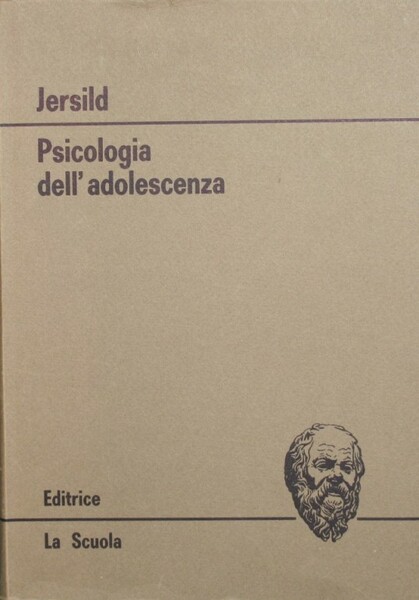 Jersild
Psicologia
dell'adolescenza
Editrice
La Scuola